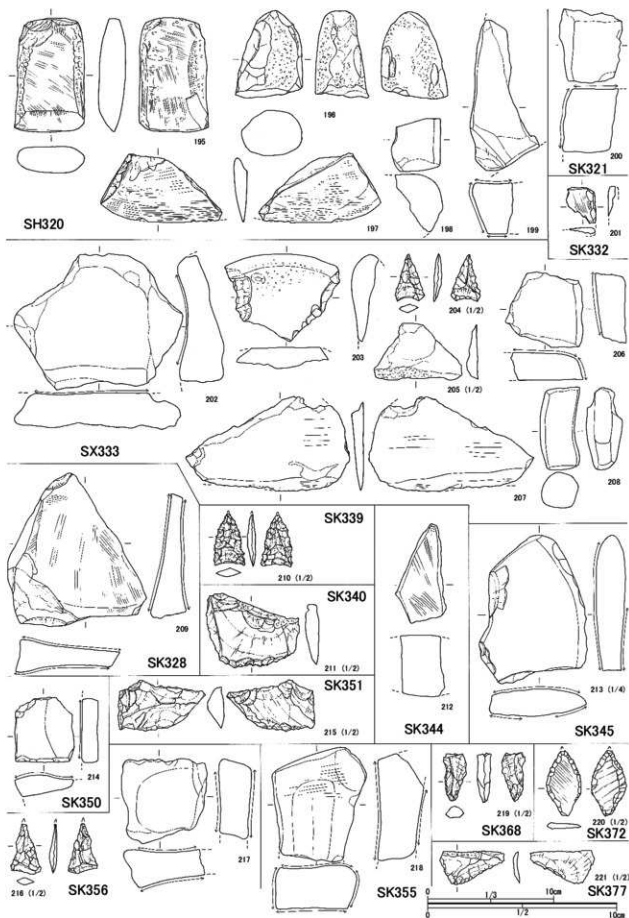 195
196
197
198
199
SH320
200
SK321
201
SK332
202
203
204 (1/2)
205 (1/2)
206
207
208
SX333
209
SK328
SK339
210 (1/2)
SK340
211 (1/2)
212
SK344
213 (1/4)
SK345
214
SK350
SK351
215 (1/2)
216 (1/2)
SK356
217
218
SK355
219 (1/2)
SK368
220 (1/2)
SK372
221 (1/2)
SK377
0 1/3 10cm
0 1/2 10cm